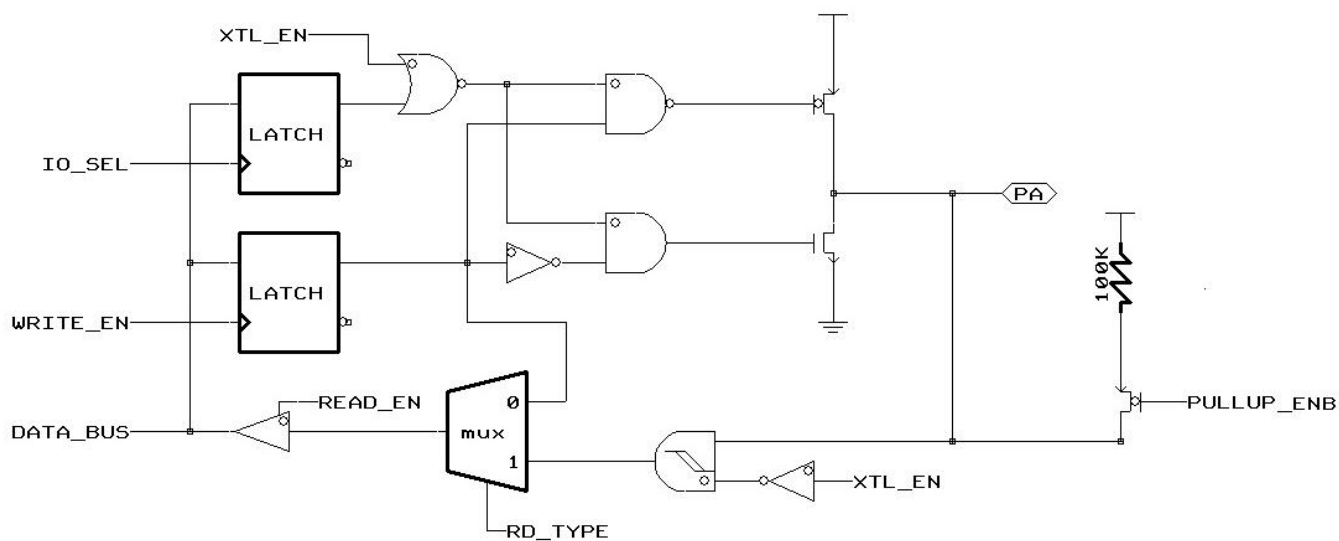 XTL_EN
LATCH
IO_SEL
PA
LATCH
100K
WRITE_EN
READ_EN
0
PULLUP_ENB
DATA_BUS
mux
1
XTL_EN
RD_TYPE